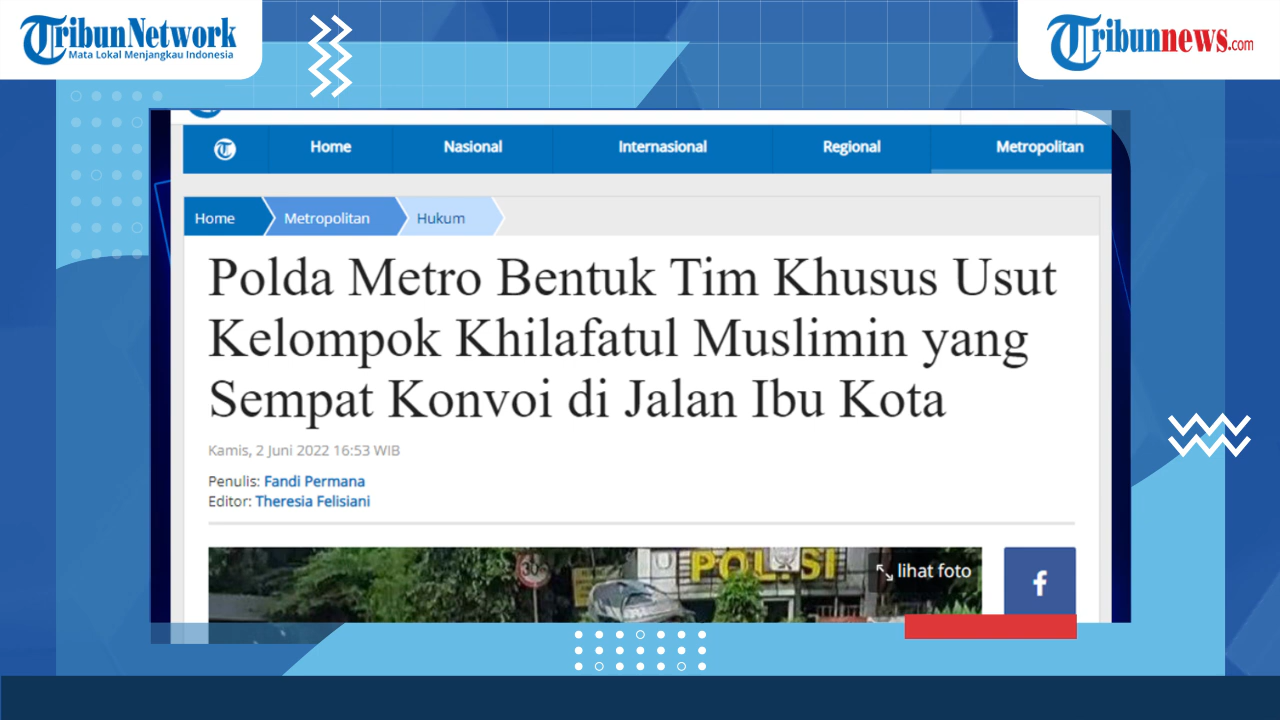 TribunNetwork
Mata Lokal Menjangkau Indonesia
Tribunnews.com
Home Nasional Internasional Regional Metropolitan
Home Metropolitan Hukum
Polda Metro Bentuk Tim Khusus Usut
Kelompok Khilafatul Muslimin yang
Sempat Konvoi di Jalan Ibu Kota
Kamis, 2 Juni 2022 16:53 WIB
Penulis: Fandi Permana
Editor: Theresia Felisiani
30
POLISI
lihat foto
f